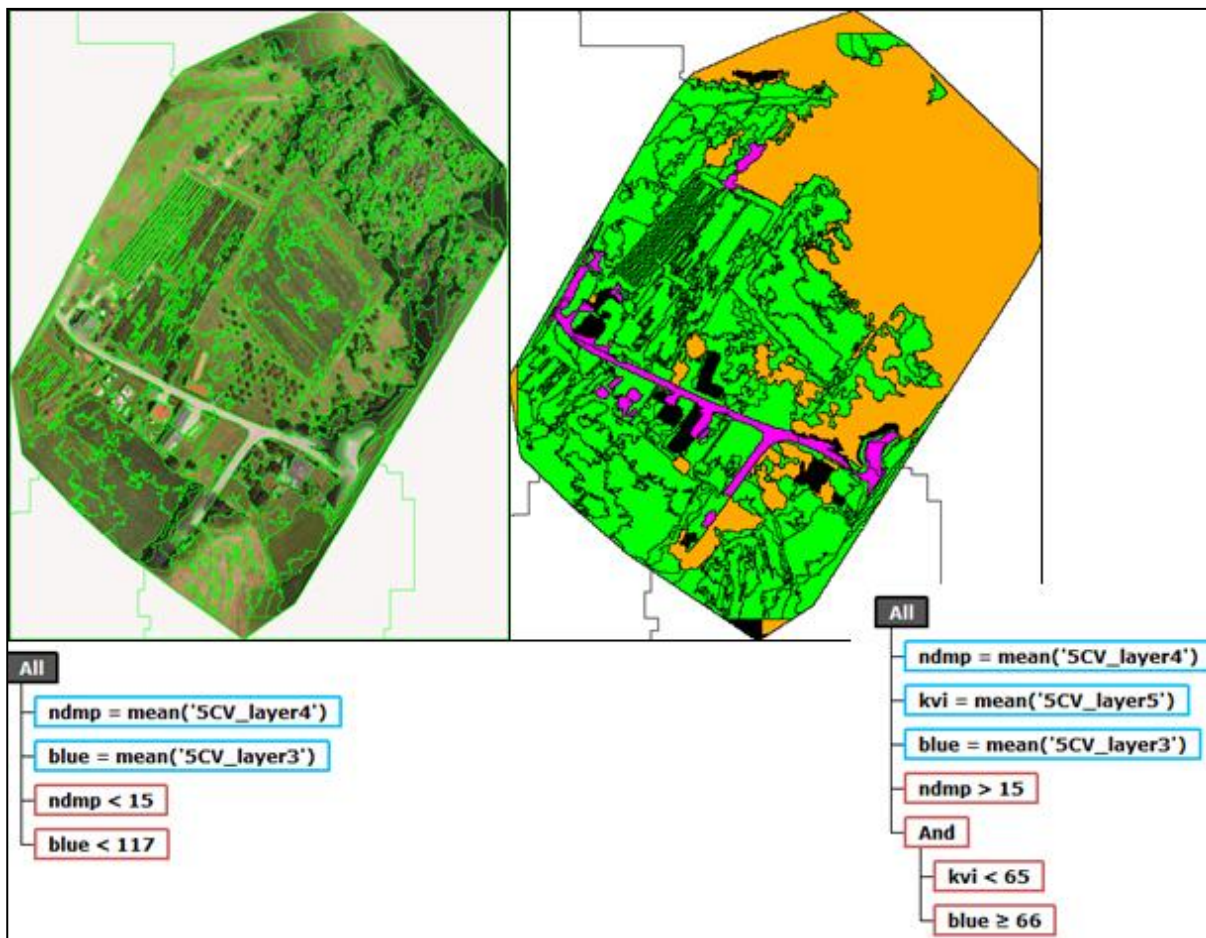 All
ndmp = mean('5CV_layer4')
blue = mean('5CV_layer3')
ndmp < 15
blue < 117
All
ndmp = mean('5CV_layer4')
kvi = mean('5CV_layer5')
blue = mean('5CV_layer3')
ndmp > 15
And
kvi < 65
blue ≥ 66